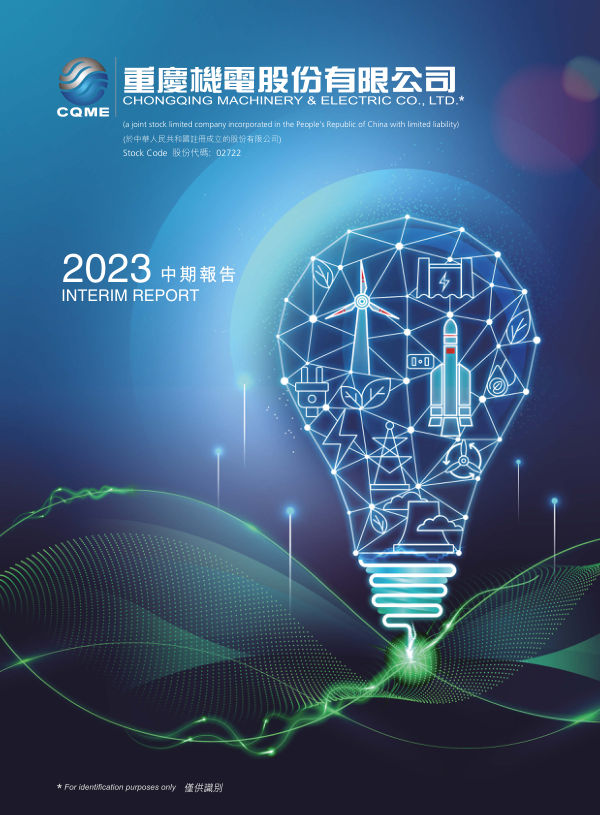 CQME
重慶機電股份有限公司
CHONGQING MACHINERY & ELECTRIC CO., LTD.*
(a joint stock limited company incorporated in the People's Republic of China with limited liability)
(於中華人民共和國註冊成立的股份有限公司)
Stock Code 股份代碼: 02722
2023 中期報告
INTERIM REPORT
* For identification purposes only 僅供識別